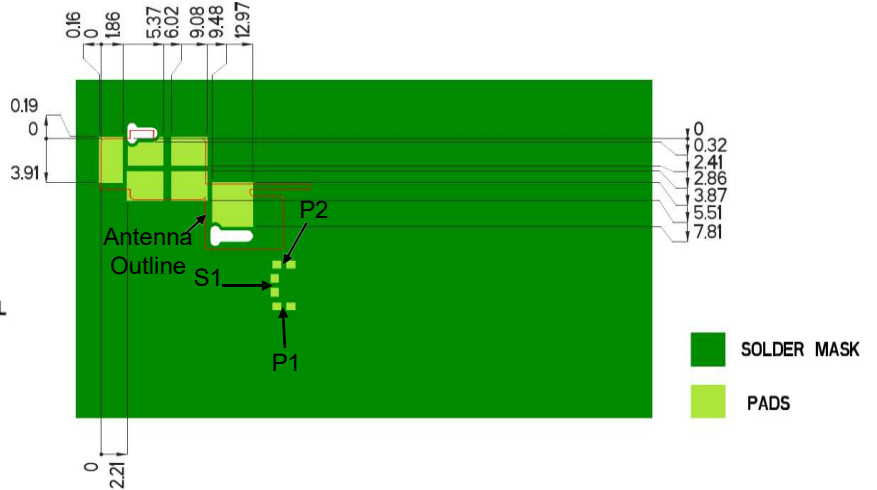 0.16
0
1.86
5.37
6.02
9.08
9.48
12.97
0.19
0
3.91
0
0.32
2.41
2.86
3.87
5.51
7.81
Antenna
Outline
P2
S1
P1
SOLDER MASK
PADS
0
2.21